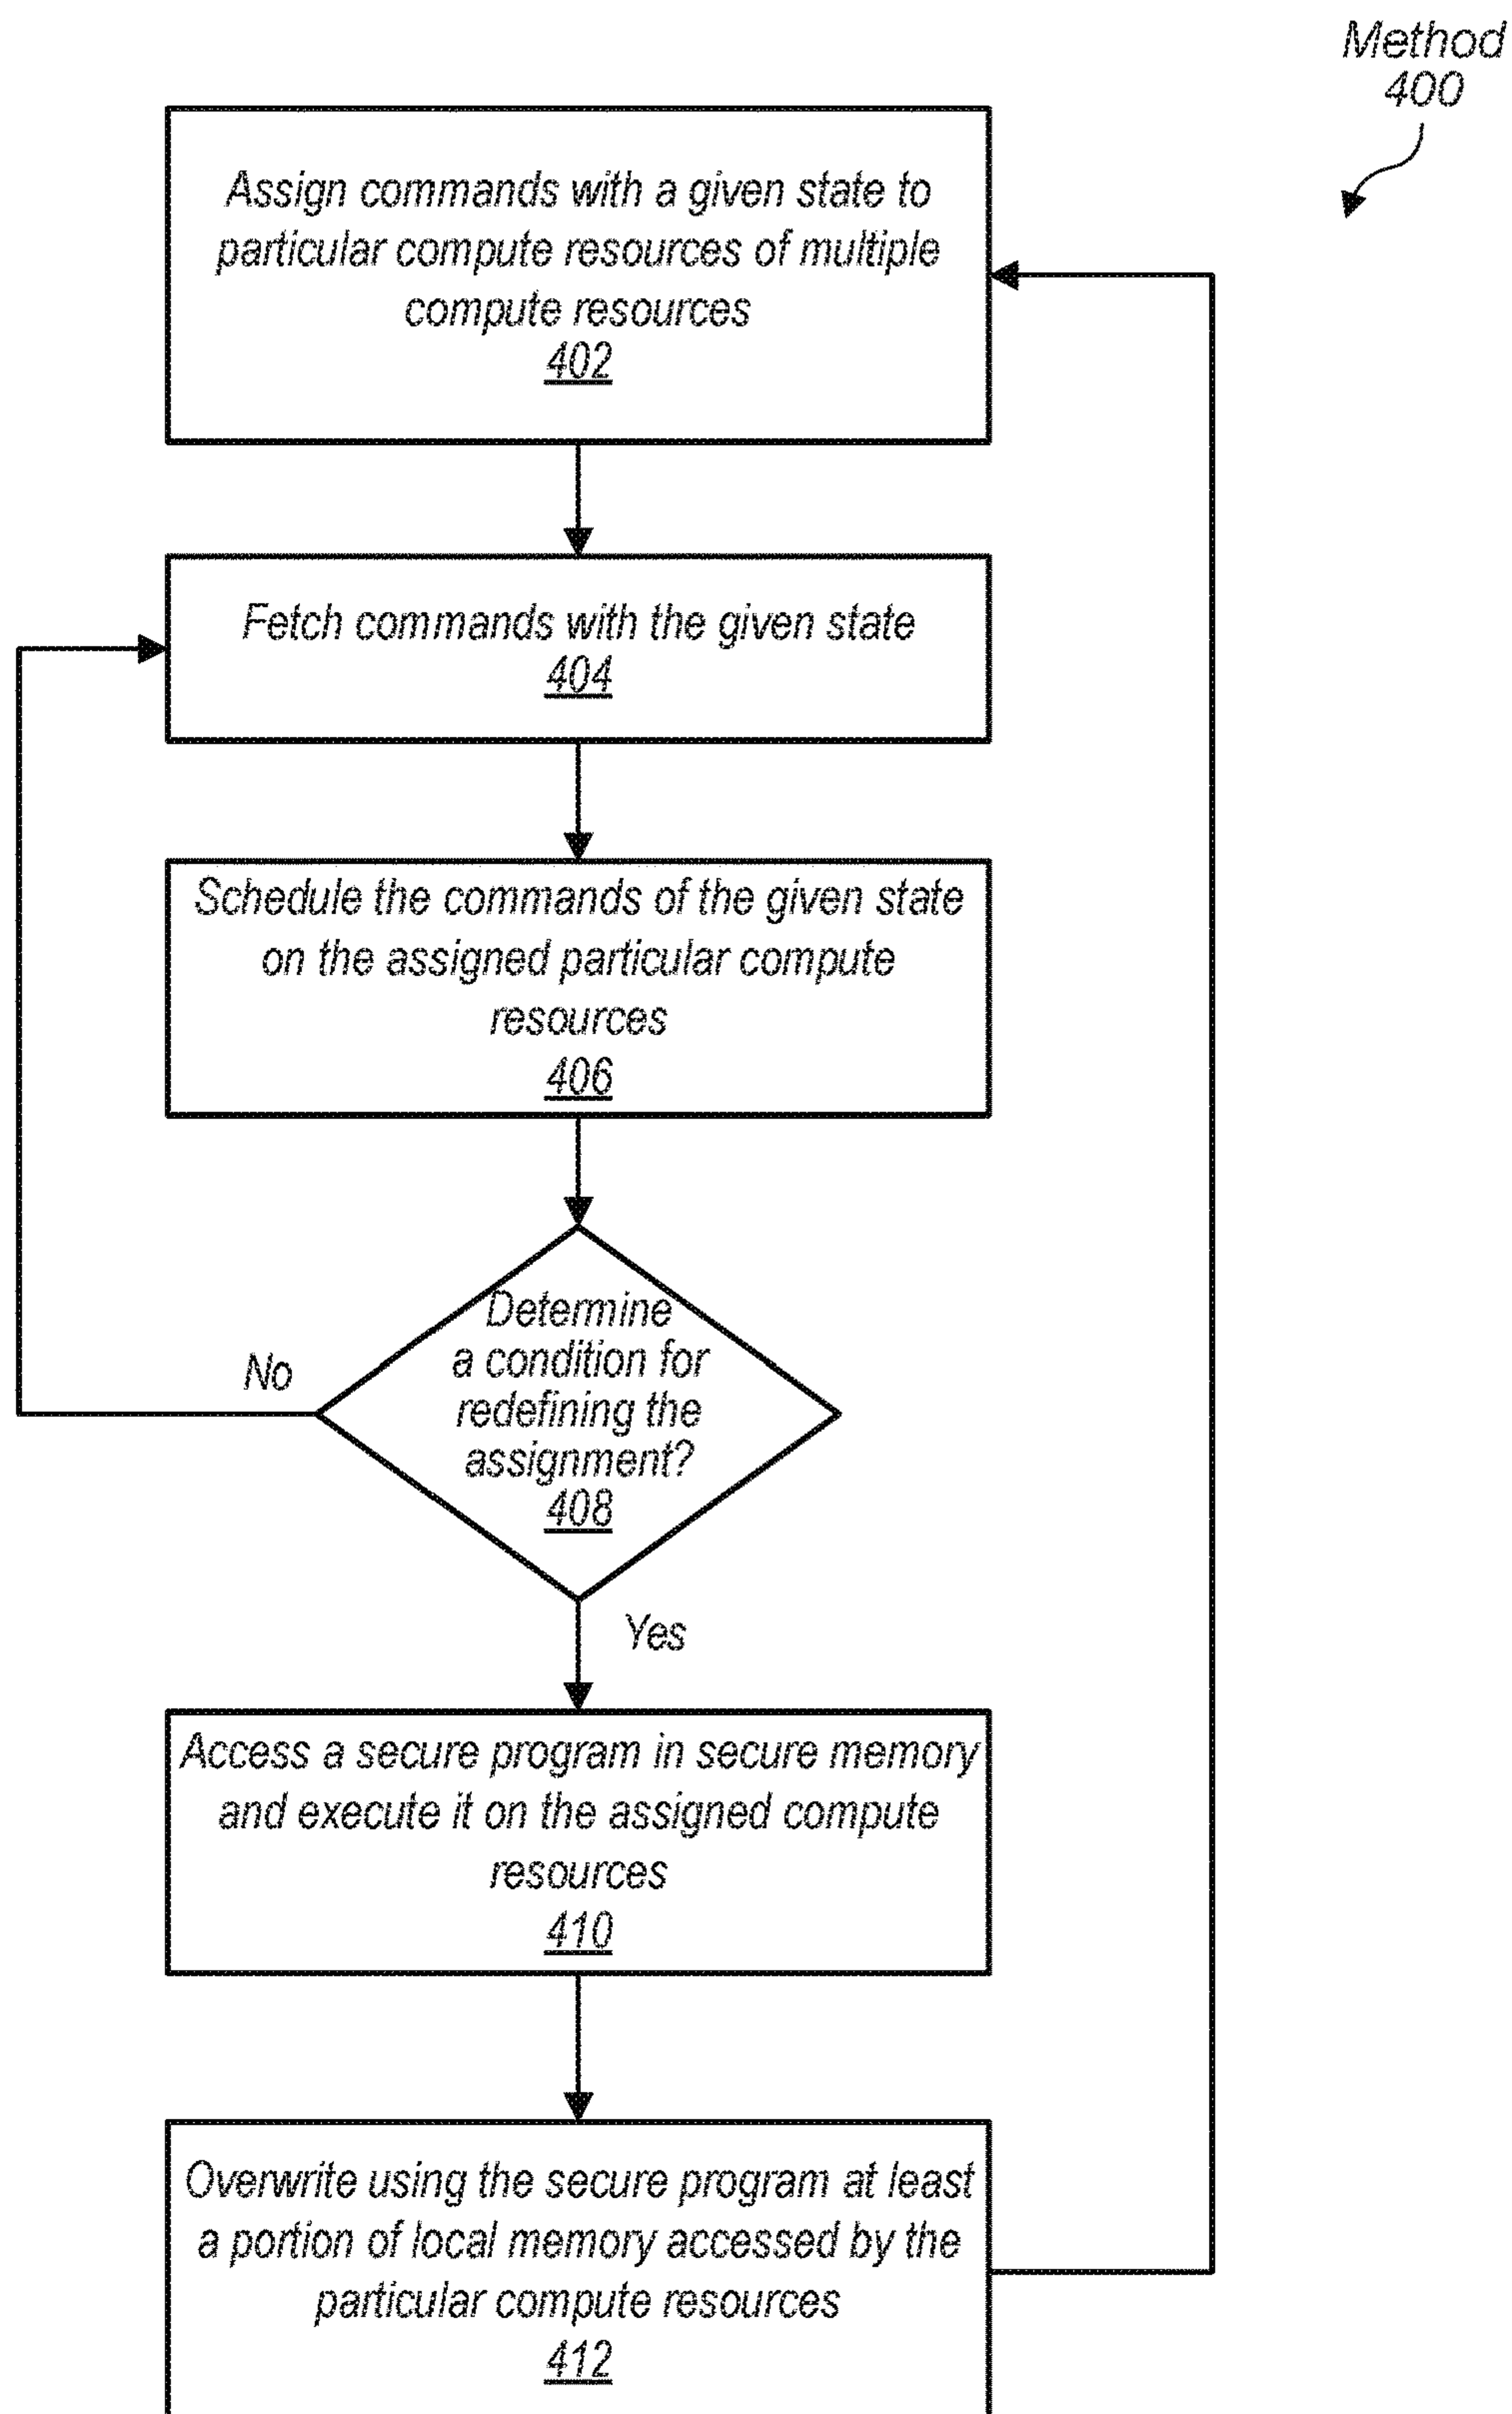 Method
400
Assign commands with a given state to
particular compute resources of multiple
compute resources
402
Fetch commands with the given state
404
Schedule the commands of the given state
on the assigned particular compute
resources
406
Determine
a condition for
redefining the
assignment?
408
No
Yes
Access a secure program in secure memory
and execute it on the assigned compute
resources
410
Overwrite using the secure program at least
a portion of local memory accessed by the
particular compute resources
412